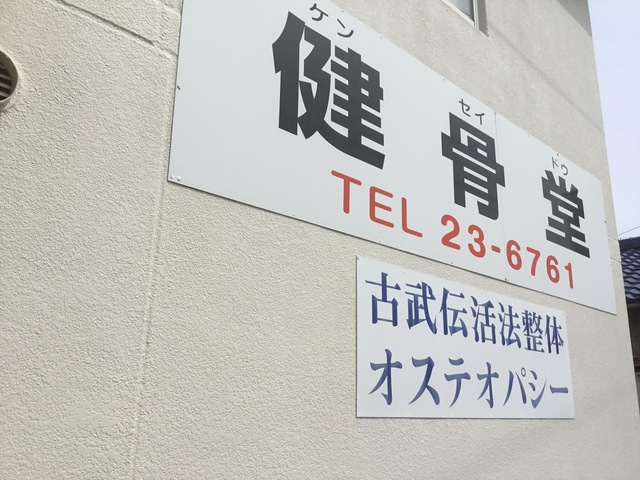 ケン セイ ドウ
健骨堂
TEL 23-6761
古武伝活法整体
オステオパシー